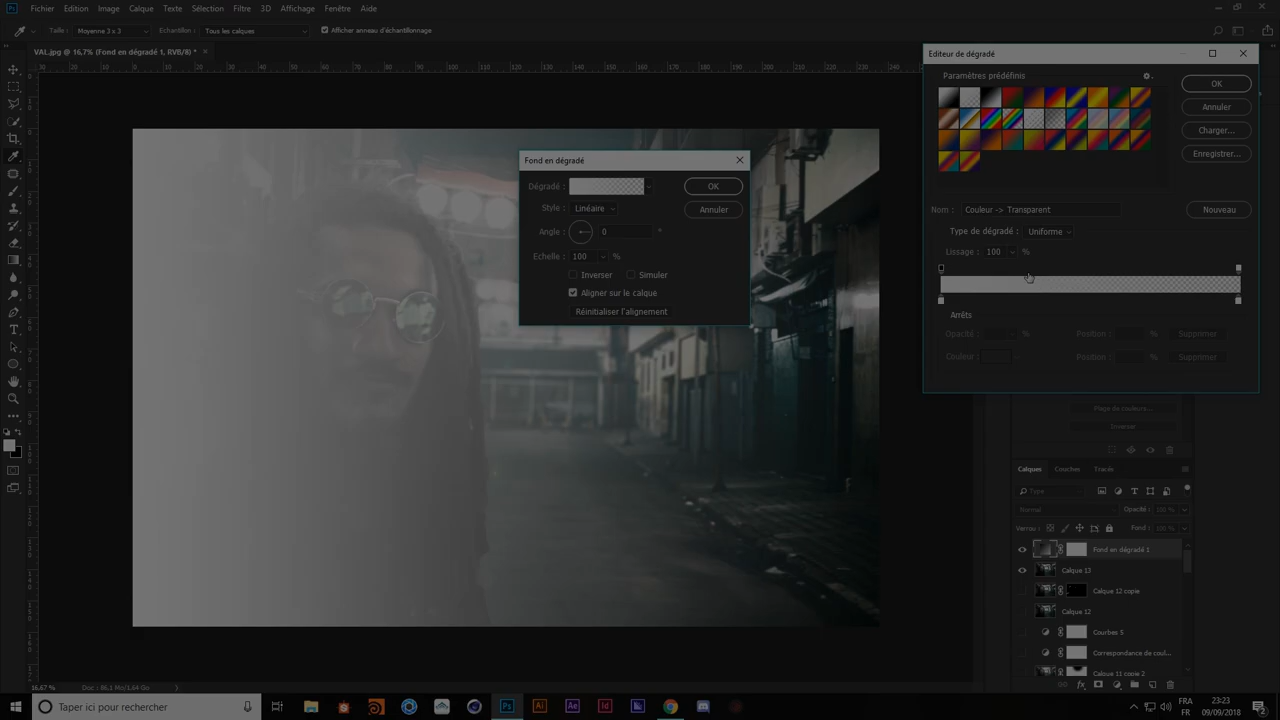 Fichier Edition Image Calque Texte Sélection Filtre 3D Affichage Fenêtre Aide
Taille : Moyenne 3 x 3 Echantillon : Tous les calques Afficher anneau d'échantillonnage
VAL.jpg @ 16,7% (Fond en dégradé 1, RVB/8) *
Editeur de dégradé
Paramètres prédéfinis
OK
Annuler
Charger...
Enregistrer...
Nom : Couleur -> Transparent Nouveau
Type de dégradé : Uniforme
Lissage : 100 %
Arrêts
Opacité : % Position : % Supprimer
Couleur : Position : % Supprimer
Fond en dégradé
Dégradé : OK
Style : Linéaire Annuler
Angle : 0 °
Echelle : 100 %
Inverser Simuler
Aligner sur le calque
Réinitialiser l'alignement
Plage de couleurs...
Inverser
Calques Couches Tracés
Type
Normal Opacité : 100 %
Verrou : Fond : 100 %
Fond en dégradé 1
Calque 13
Calque 12 copie
Calque 12
Courbes 5
Correspondance de coul...
Calque 11 copie 2
16,67 % Doc : 86,1 Mo/1,64 Go
Taper ici pour rechercher
FRA
FR
23:23
09/09/2018